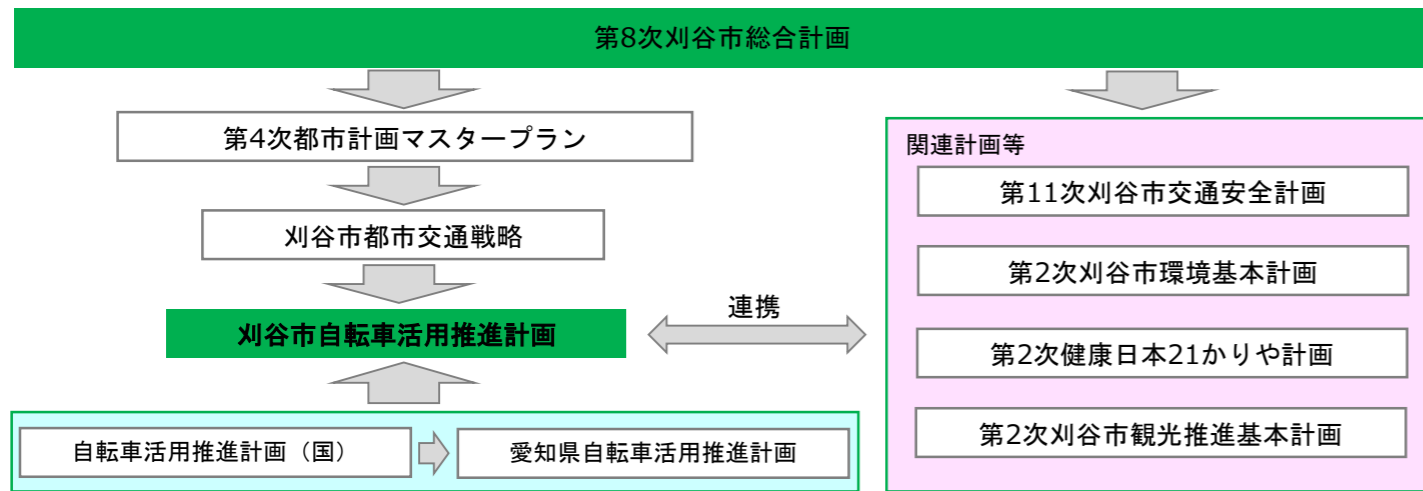 第8次刈谷市総合計画
第4次都市計画マスタープラン
刈谷市都市交通戦略
刈谷市自転車活用推進計画
連携
自転車活用推進計画（国）
愛知県自転車活用推進計画
関連計画等
第11次刈谷市交通安全計画
第2次刈谷市環境基本計画
第2次健康日本21かりや計画
第2次刈谷市観光推進基本計画